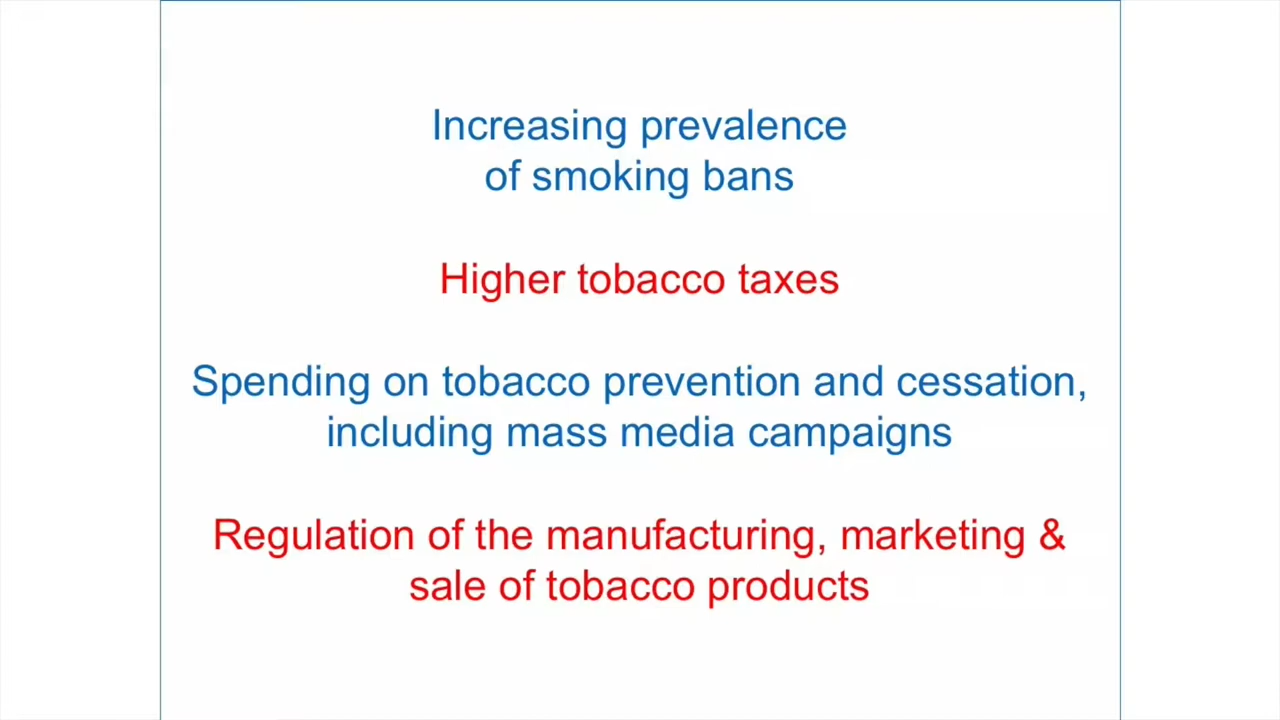 Increasing prevalence
of smoking bans
Higher tobacco taxes
Spending on tobacco prevention and cessation,
including mass media campaigns
Regulation of the manufacturing, marketing &
sale of tobacco products